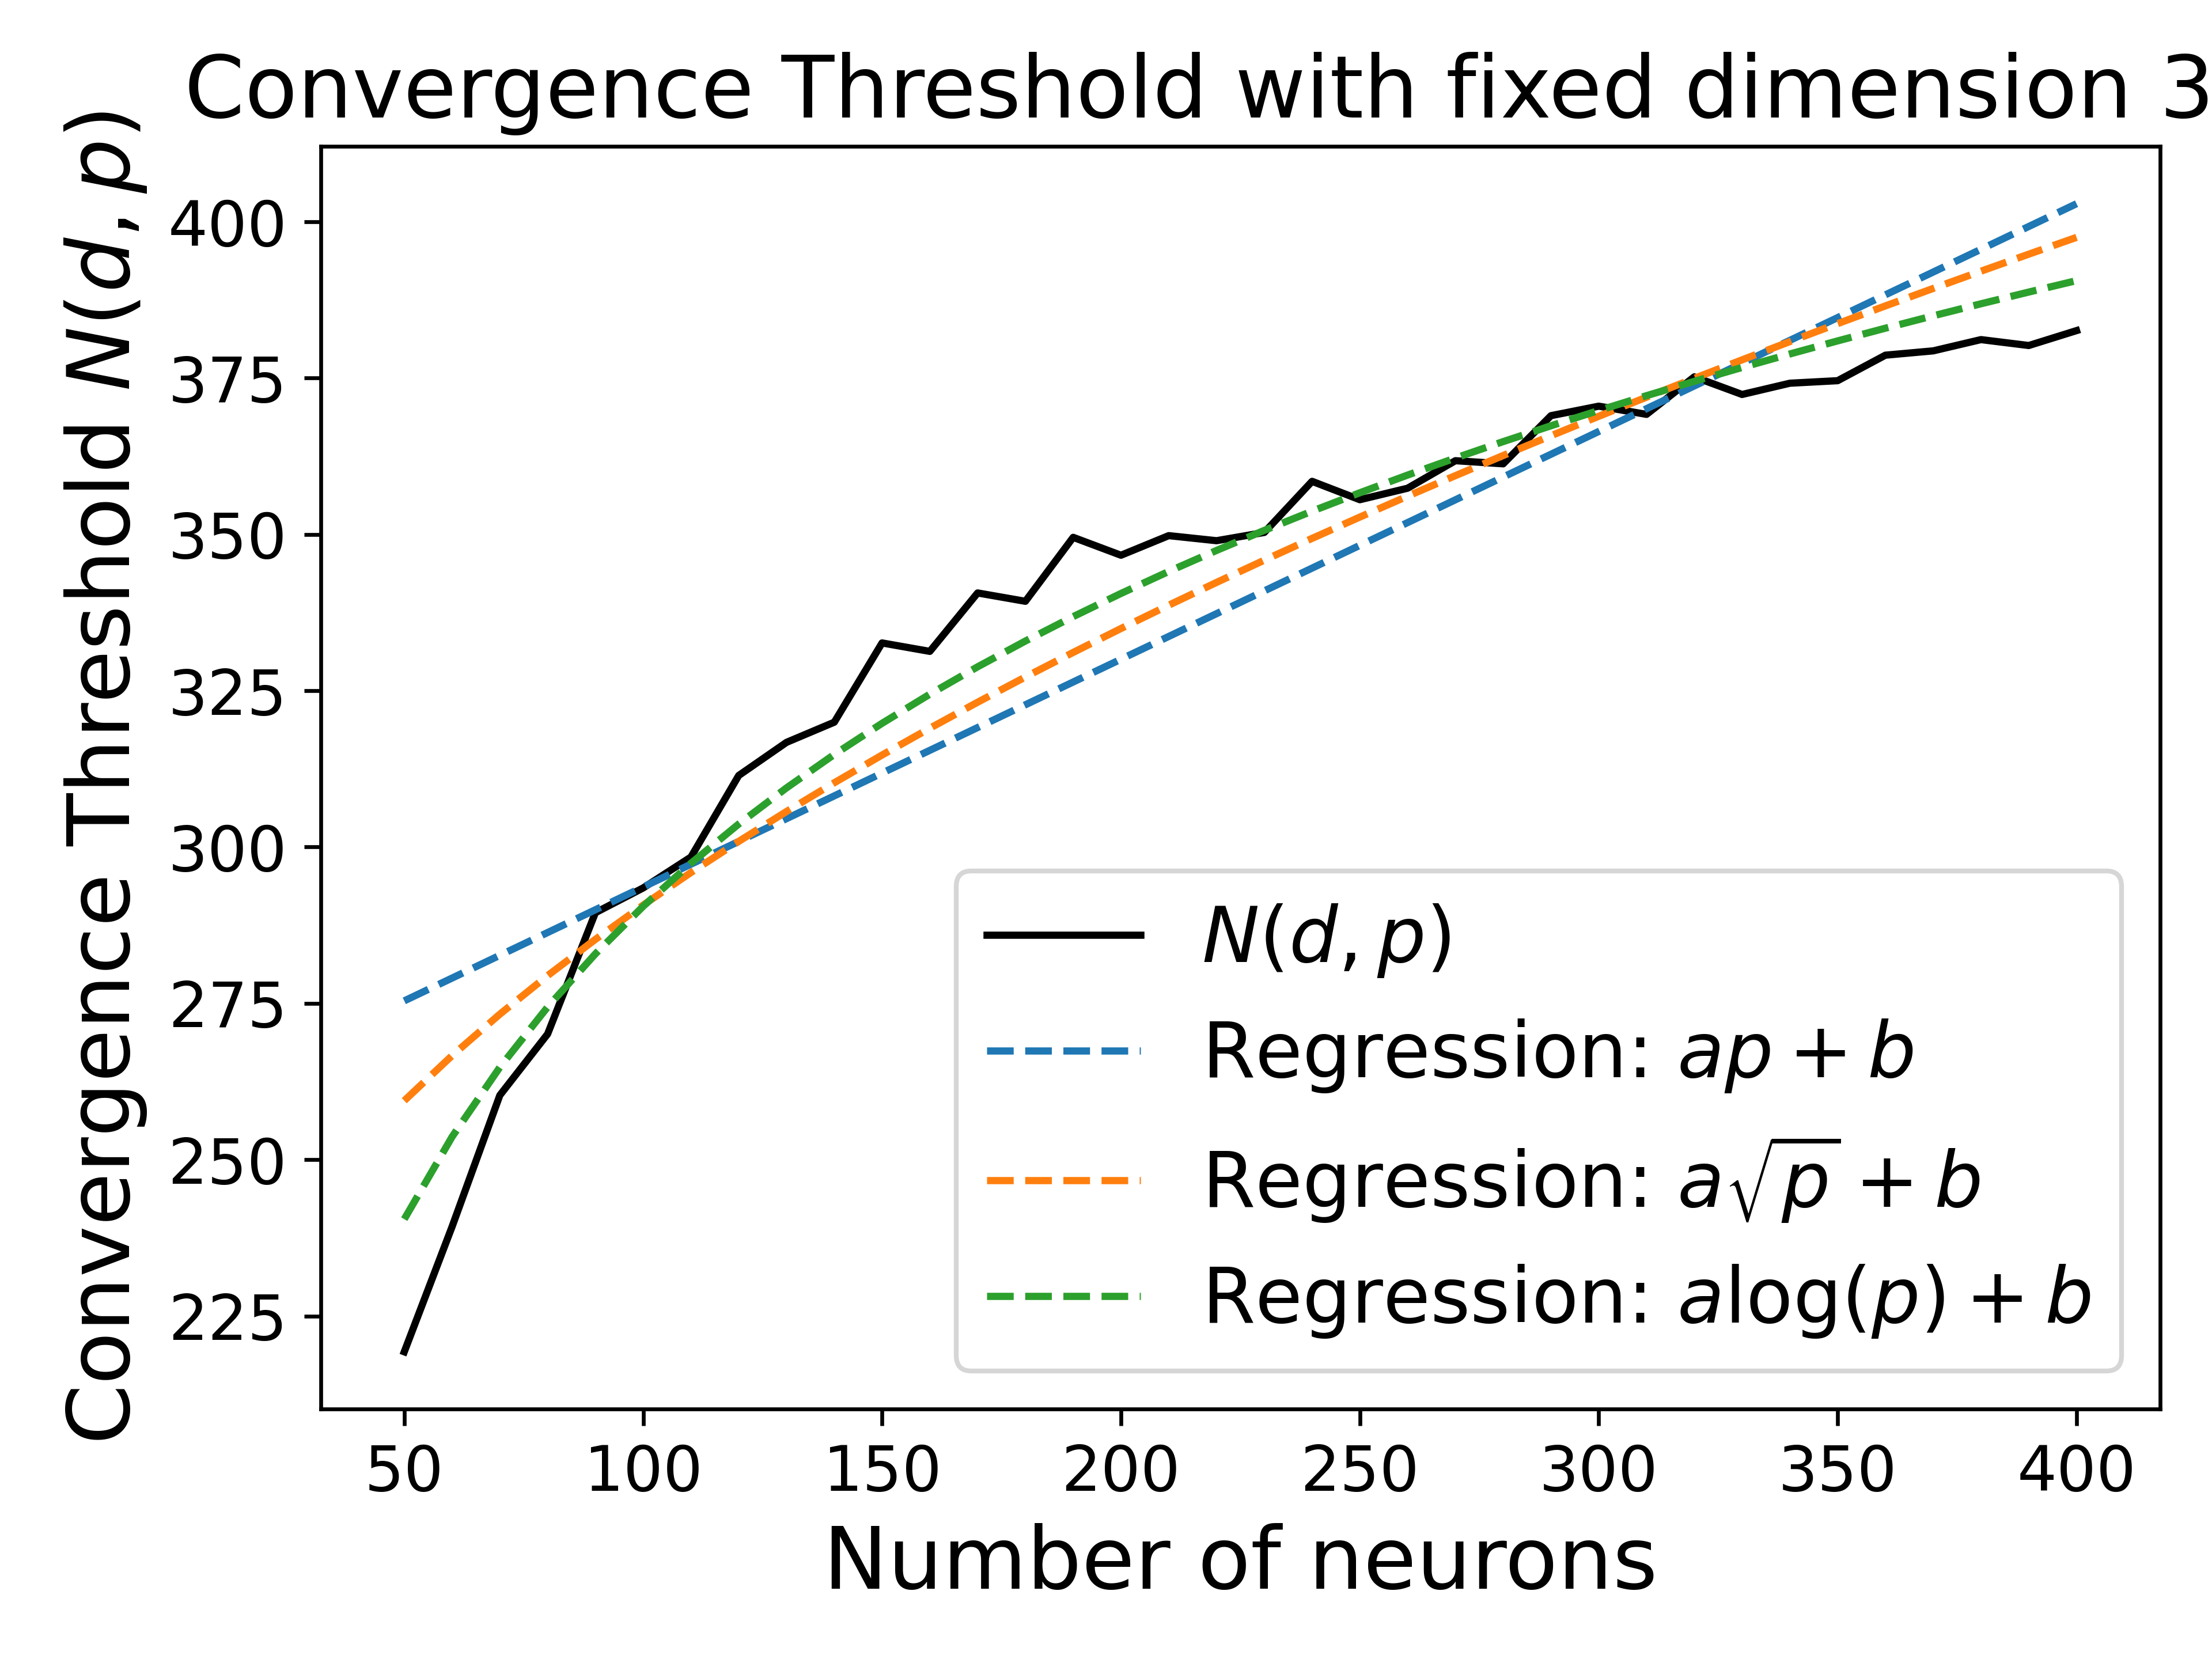 Convergence Threshold with fixed dimension 3
Convergence Threshold N(d, p)
400
375
350
325
300
275
250
225
N(d, p)
Regression: ap + b
Regression: a√p + b
Regression: alog(p) + b
50 100 150 200 250 300 350 400
Number of neurons